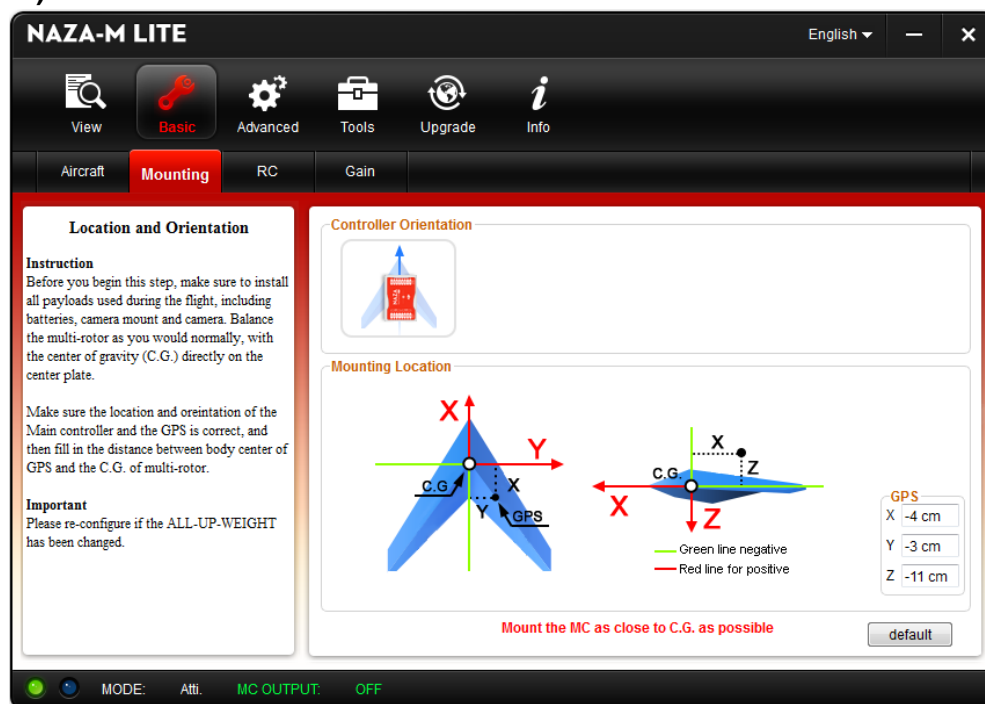 NAZA-M LITE
English
View
Basic
Advanced
Tools
Upgrade
Info
Aircraft
Mounting
RC
Gain
Location and Orientation
Instruction
Before you begin this step, make sure to install
all payloads used during the flight, including
batteries, camera mount and camera. Balance
the multi-rotor as you would normally, with
the center of gravity (C.G.) directly on the
center plate.
Make sure the location and oreintation of the
Main controller and the GPS is correct, and
then fill in the distance between body center of
GPS and the C.G. of multi-rotor.
Important
Please re-configure if the ALL-UP-WEIGHT
has been changed.
Controller Orientation
Mounting Location
X
Y
C.G
X
Y
GPS
X
C.G.
Z
X
Z
Green line negative
Red line for positive
GPS
X -4 cm
Y -3 cm
Z -11 cm
Mount the MC as close to C.G. as possible
default
MODE: Atti. MC OUTPUT: OFF